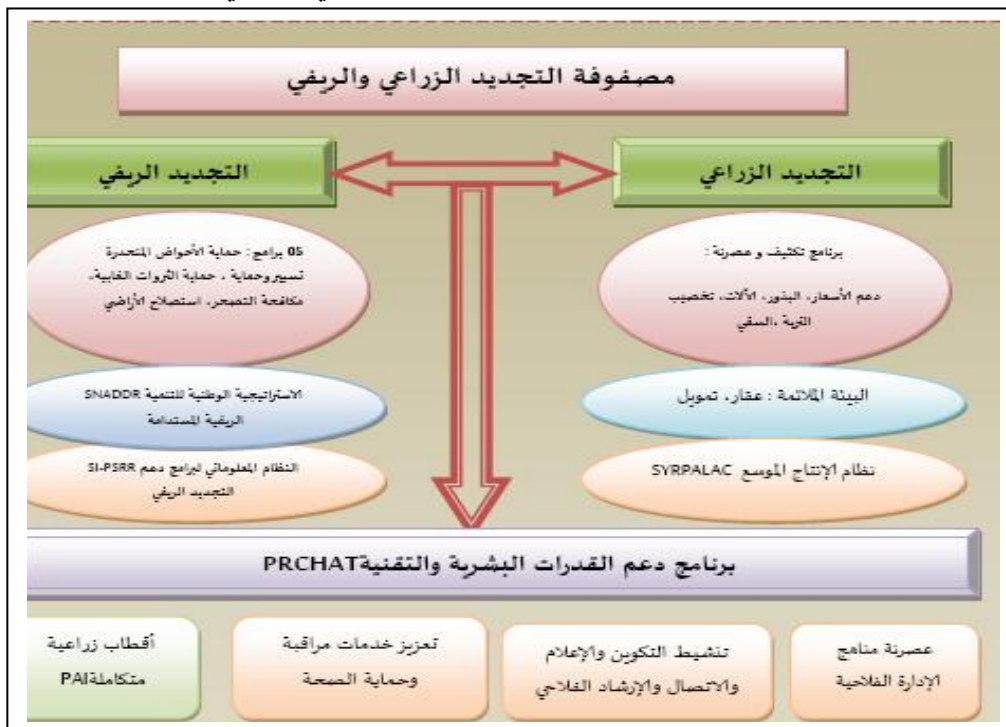 مصفوفة التجديد الزراعي والريفي
التجديد الزراعي
التجديد الريفي
برنامج تكثيف و عصرنة :
دعم الأسعار، البذور، الآلات، تخصيب
التربة ،السقي
05 برامج : حماية الأحواض المنحدرة
تسيير وحماية ، حماية الثروات الغابية،
مكافحة التصحر، استصلاح الأراضي
البيئة الملائمة : عقار، تمويل
الاستراتيجية الوطنية للتنمية SNADDR
الريفية المستدامة
نظام الإنتاج الموسع SYRPALAC
النظام المعلوماتي لبرامج دعم SI-PSRR
التجديد الريفي
برنامج دعم القدرات البشرية والتقنيةPRCHAT
عصرنة مناهج
الإدارة الفلاحية
تنشيط التكوين والإعلام
والاتصال والإرشاد الفلاحي
تعزيز خدمات مراقبة
وحماية الصحة
أقطاب زراعية
متكاملةPAI